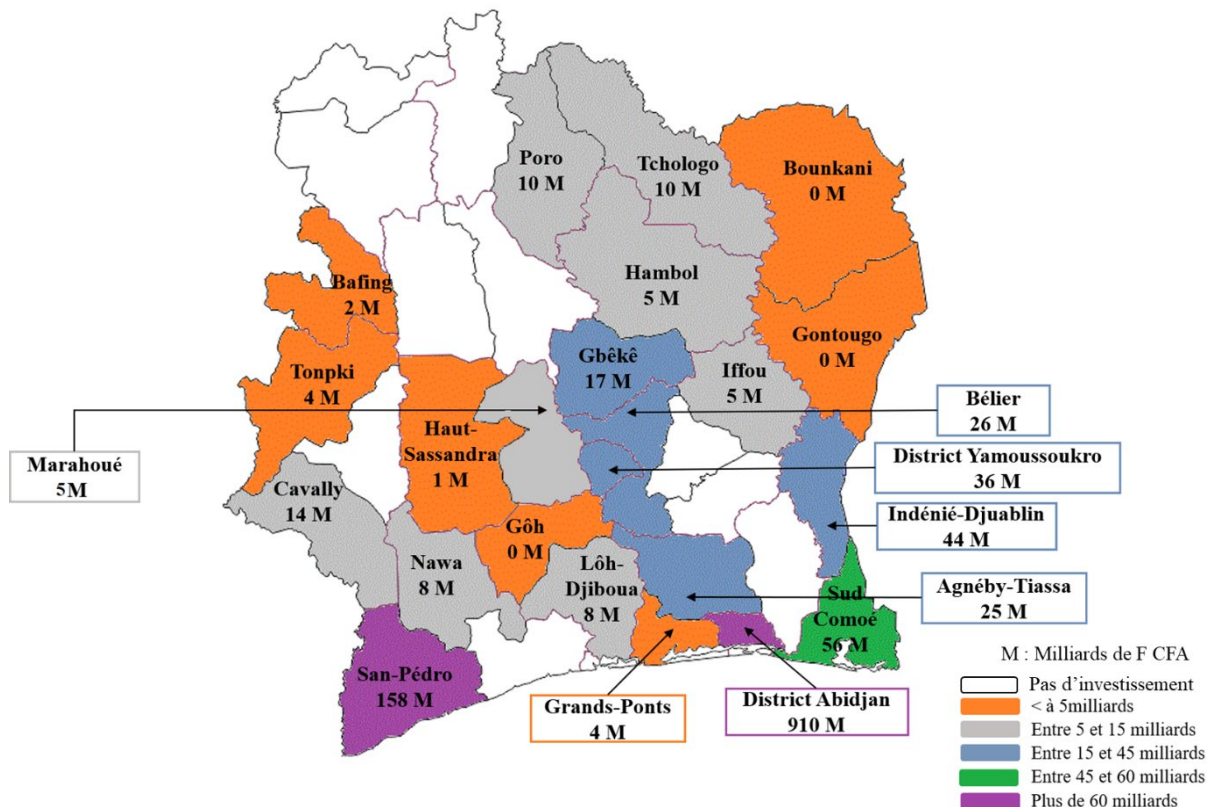 Poro
10 M
Tchologo
10 M
Bounkani
0 M
Bafing
2 M
Hambol
5 M
Gontougo
0 M
Tonpki
4 M
Gbêkê
17 M
Iffou
5 M
Bélier
26 M
Haut-
Sassandra
1 M
Marahoué
5M
District Yamoussoukro
36 M
Cavally
14 M
Indénié-Djuablin
44 M
Gôh
0 M
Nawa
8 M
Lôh-
Djiboua
8 M
Agnéby-Tiassa
25 M
Sud
Comoé
56 M
San-Pédro
158 M
Grands-Ponts
4 M
District Abidjan
910 M
M : Milliards de F CFA
Pas d’investissement
< à 5milliards
Entre 5 et 15 milliards
Entre 15 et 45 milliards
Entre 45 et 60 milliards
Plus de 60 milliards